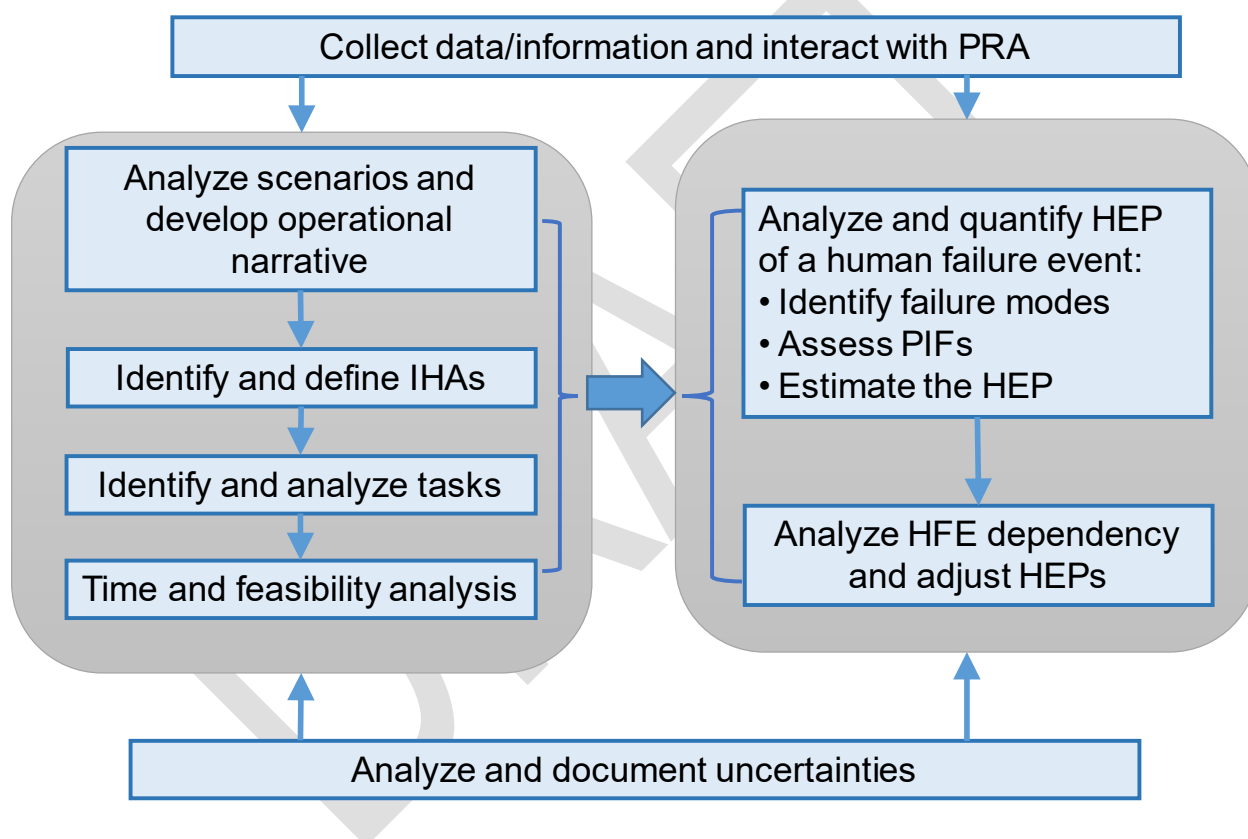 Collect data/information and interact with PRA
Analyze scenarios and
develop operational
narrative
Identify and define IHAs
Identify and analyze tasks
Time and feasibility analysis
Analyze and quantify HEP
of a human failure event:
• Identify failure modes
• Assess PIFs
• Estimate the HEP
Analyze HFE dependency
and adjust HEPs
Analyze and document uncertainties
DRAFT